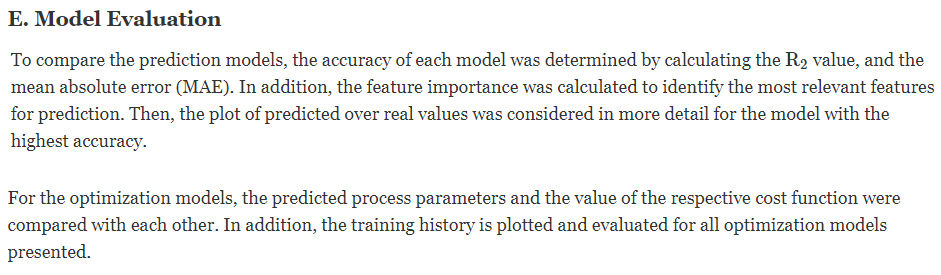 E. Model Evaluation
To compare the prediction models, the accuracy of each model was determined by calculating the R₂ value, and the
mean absolute error (MAE). In addition, the feature importance was calculated to identify the most relevant features
for prediction. Then, the plot of predicted over real values was considered in more detail for the model with the
highest accuracy.
For the optimization models, the predicted process parameters and the value of the respective cost function were
compared with each other. In addition, the training history is plotted and evaluated for all optimization models
presented.